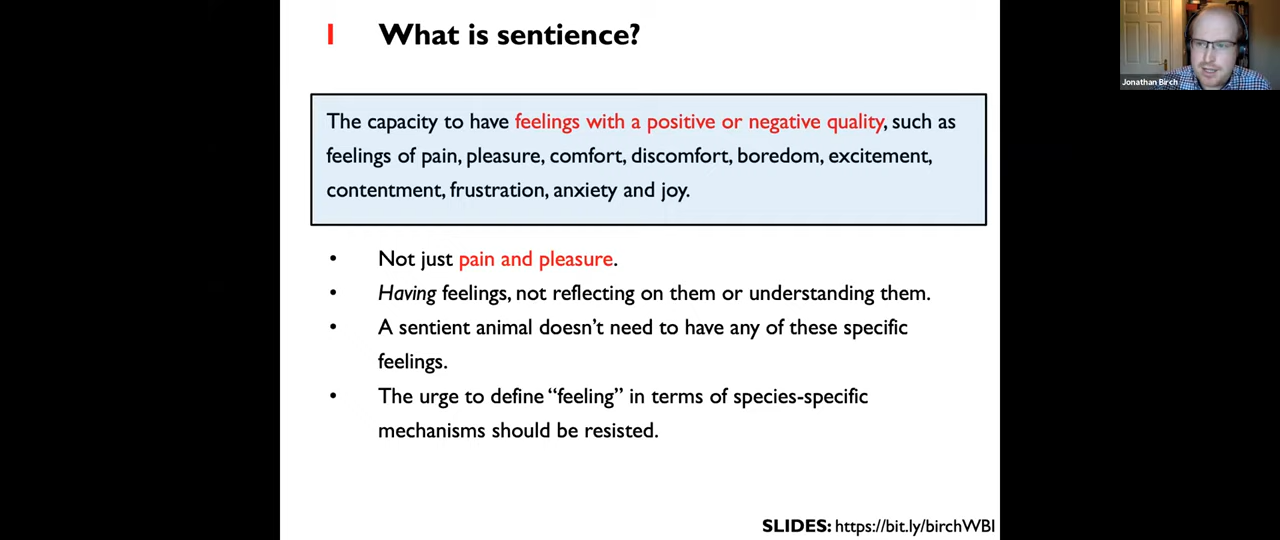 1 What is sentience?
Jonathan Birch
The capacity to have feelings with a positive or negative quality, such as
feelings of pain, pleasure, comfort, discomfort, boredom, excitement,
contentment, frustration, anxiety and joy.
• Not just pain and pleasure.
• Having feelings, not reflecting on them or understanding them.
• A sentient animal doesn’t need to have any of these specific
feelings.
• The urge to define “feeling” in terms of species-specific
mechanisms should be resisted.
SLIDES: https://bit.ly/birchWBI